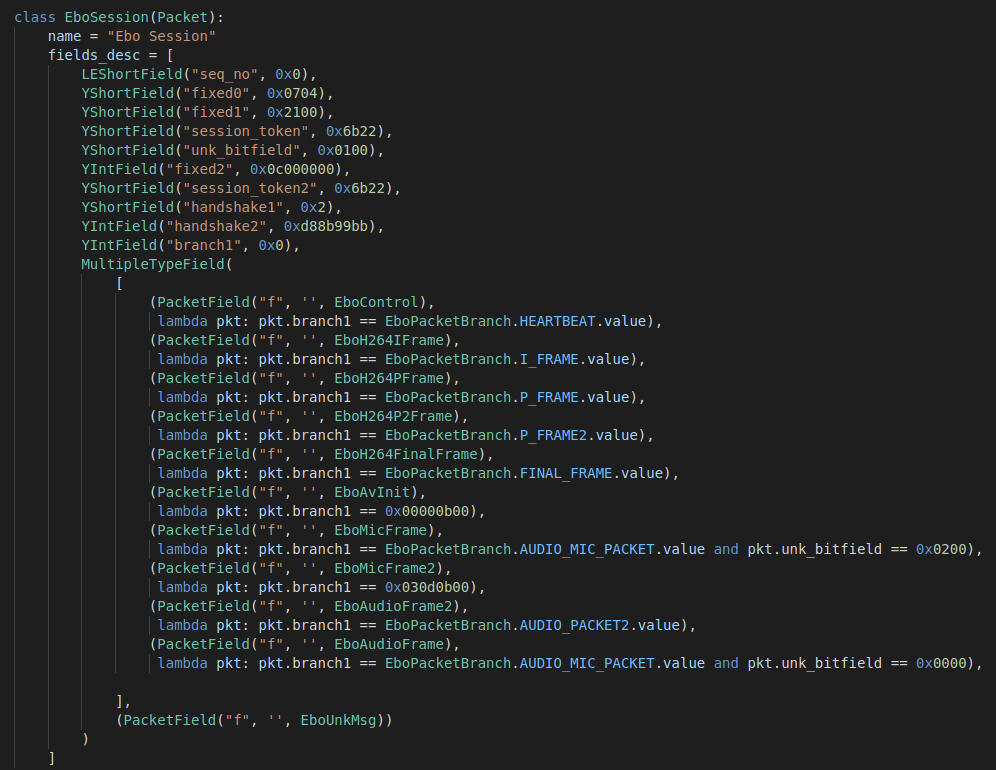 class EboSession(Packet):
    name = "Ebo Session"
    fields_desc = [
        LEShortField("seq_no", 0x0),
        YShortField("fixed0", 0x0704),
        YShortField("fixed1", 0x2100),
        YShortField("session_token", 0x6b22),
        YShortField("unk_bitfield", 0x0100),
        YIntField("fixed2", 0x0c000000),
        YShortField("session_token2", 0x6b22),
        YShortField("handshake1", 0x2),
        YIntField("handshake2", 0xd88b99bb),
        YIntField("branch1", 0x0),
        MultipleTypeField(
            [
                (PacketField("f", '', EboControl),
                 lambda pkt: pkt.branch1 == EboPacketBranch.HEARTBEAT.value),
                (PacketField("f", '', EboH264IFrame),
                 lambda pkt: pkt.branch1 == EboPacketBranch.I_FRAME.value),
                (PacketField("f", '', EboH264PFrame),
                 lambda pkt: pkt.branch1 == EboPacketBranch.P_FRAME.value),
                (PacketField("f", '', EboH264P2Frame),
                 lambda pkt: pkt.branch1 == EboPacketBranch.P_FRAME2.value),
                (PacketField("f", '', EboH264FinalFrame),
                 lambda pkt: pkt.branch1 == EboPacketBranch.FINAL_FRAME.value),
                (PacketField("f", '', EboAvInit),
                 lambda pkt: pkt.branch1 == 0x00000b00),
                (PacketField("f", '', EboMicFrame),
                 lambda pkt: pkt.branch1 == EboPacketBranch.AUDIO_MIC_PACKET.value and pkt.unk_bitfield == 0x0200),
                (PacketField("f", '', EboMicFrame2),
                 lambda pkt: pkt.branch1 == 0x030d0b00),
                (PacketField("f", '', EboAudioFrame2),
                 lambda pkt: pkt.branch1 == EboPacketBranch.AUDIO_PACKET2.value),
                (PacketField("f", '', EboAudioFrame),
                 lambda pkt: pkt.branch1 == EboPacketBranch.AUDIO_MIC_PACKET.value and pkt.unk_bitfield == 0x0000),
            ],
            (PacketField("f", '', EboUnkMsg))
        )
    ]